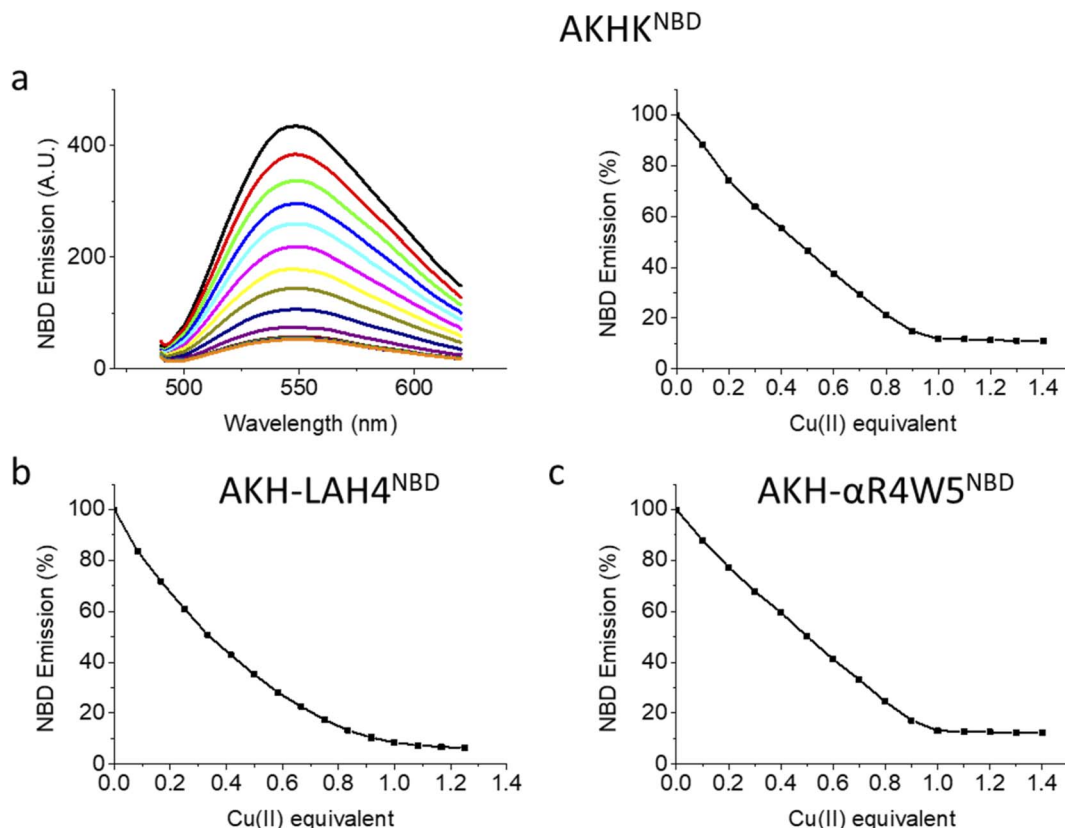 AKHK^NBD
a
NBD Emission (A.U.)
400
200
0
500
550
600
Wavelength (nm)
NBD Emission (%)
100
80
60
40
20
0
0.0 0.2 0.4 0.6 0.8 1.0 1.2 1.4
Cu(II) equivalent
b
AKH-LAH4^NBD
NBD Emission (%)
100
80
60
40
20
0
0.0 0.2 0.4 0.6 0.8 1.0 1.2 1.4
Cu(II) equivalent
c
AKH-αR4W5^NBD
NBD Emission (%)
100
80
60
40
20
0
0.0 0.2 0.4 0.6 0.8 1.0 1.2 1.4
Cu(II) equivalent